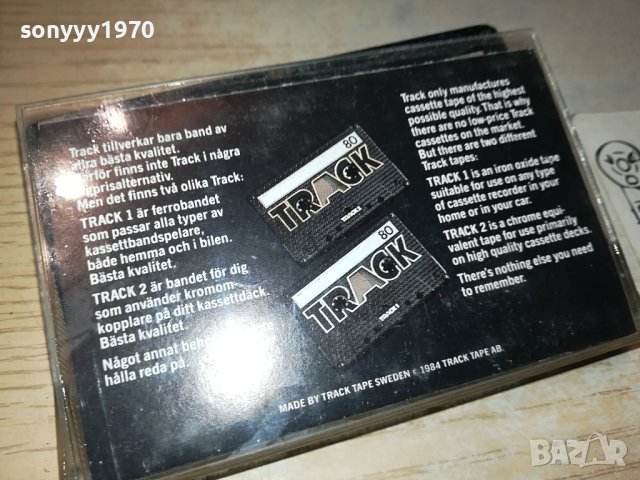 sonyyy1970
Track tillverkar bara band av
bästa kvalitet.
finns inte Track i några
Men det finns två olika Track:
TRACK 1 är ferrobandet
som passar alla typer av
kassettbandspelare,
både hemma och i bilen.
Bästa kvalitet.
TRACK 2 är bandet för dig
som använder kromom-
kopplare på ditt kassettdäck.
Bästa kvalitet.
Något annat
hålla reda på.
80
TRACK
TRACK 2
80
TRACK
TRACK 1
Track only manufactures
cassette tape of the highest
possible quality. That is why
there are no low-price Track
cassettes on the market.
But there are two different
Track tapes:
TRACK 1 is an iron oxide tape
suitable for use on any type
of cassette recorder in your
home or in your car.
TRACK 2 is a chrome equi-
valent tape for use primarily
on high quality cassette decks.
There's nothing else you need
to remember.
MADE BY TRACK TAPE SWEDEN © 1984 TRACK TAPE AB.
BAZAR